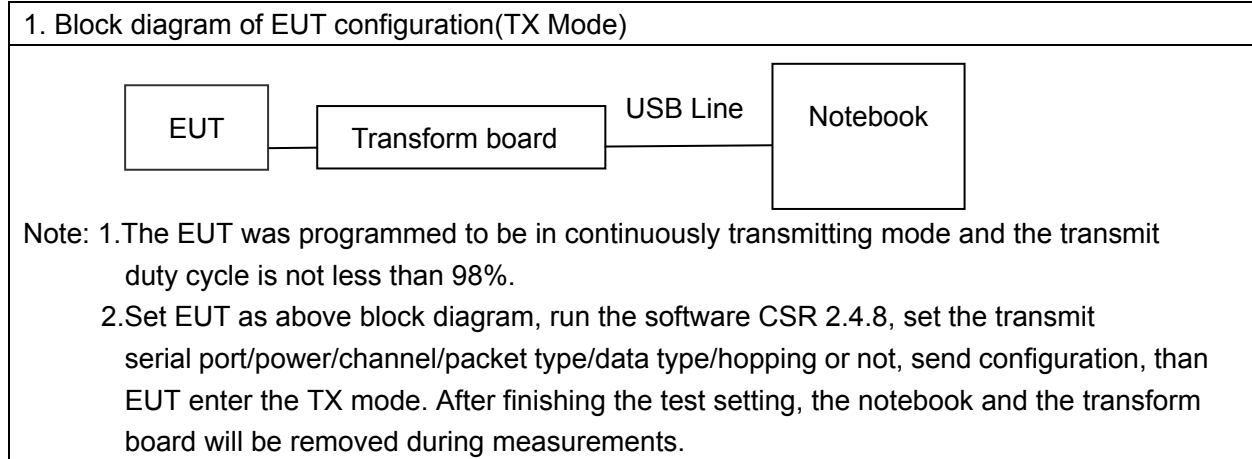 1. Block diagram of EUT configuration(TX Mode)
EUT
Transform board
USB Line
Notebook
Note: 1.The EUT was programmed to be in continuously transmitting mode and the transmit
duty cycle is not less than 98%.
2.Set EUT as above block diagram, run the software CSR 2.4.8, set the transmit
serial port/power/channel/packet type/data type/hopping or not, send configuration, than
EUT enter the TX mode. After finishing the test setting, the notebook and the transform
board will be removed during measurements.